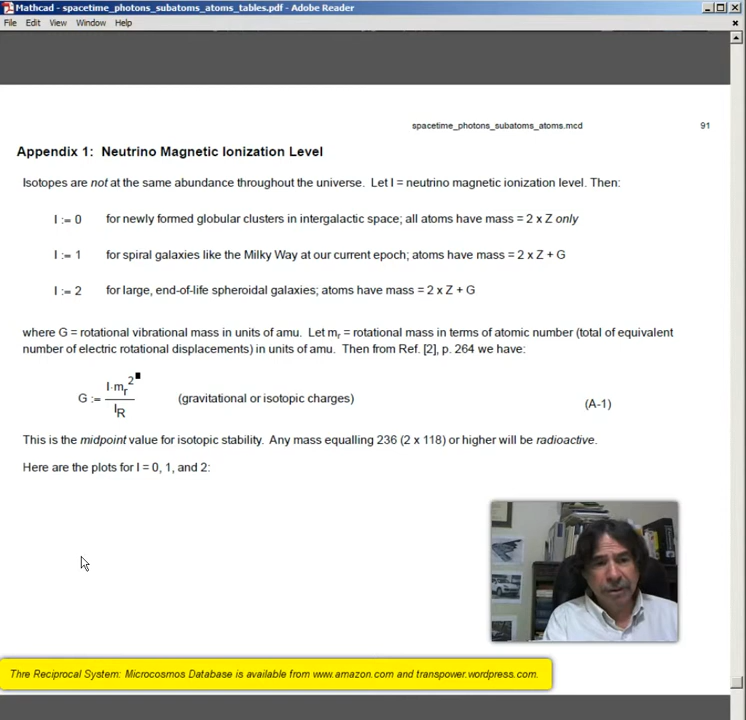 Mathcad - spacetime_photons_subatoms_atoms_tables.pdf - Adobe Reader
File Edit View Window Help
spacetime_photons_subatoms_atoms.mcd 91
Appendix 1: Neutrino Magnetic Ionization Level
Isotopes are not at the same abundance throughout the universe. Let I = neutrino magnetic ionization level. Then:
I := 0 for newly formed globular clusters in intergalactic space; all atoms have mass = 2 x Z only
I := 1 for spiral galaxies like the Milky Way at our current epoch; atoms have mass = 2 x Z + G
I := 2 for large, end-of-life spheroidal galaxies; atoms have mass = 2 x Z + G
where G = rotational vibrational mass in units of amu. Let mr = rotational mass in terms of atomic number (total of equivalent
number of electric rotational displacements) in units of amu. Then from Ref. [2], p. 264 we have:
G := I·mr²/IR (gravitational or isotopic charges) (A-1)
This is the midpoint value for isotopic stability. Any mass equalling 236 (2 x 118) or higher will be radioactive.
Here are the plots for I = 0, 1, and 2:
Thre Reciprocal System: Microcosmos Database is available from www.amazon.com and transpower.wordpress.com.